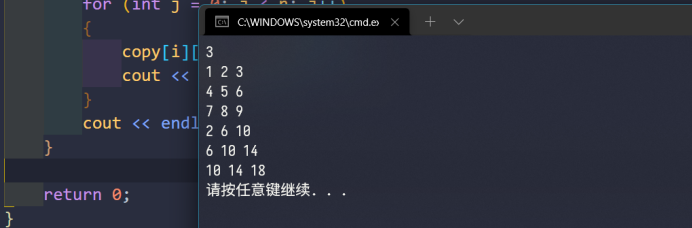 for (int j =
C:\WINDOWS\system32\cmd.ex
{
3
copy[i][
1 2 3
cout <<
4 5 6
}
7 8 9
cout << endl
2 6 10
}
6 10 14
10 14 18
return 0;
请按任意键继续. . .
}